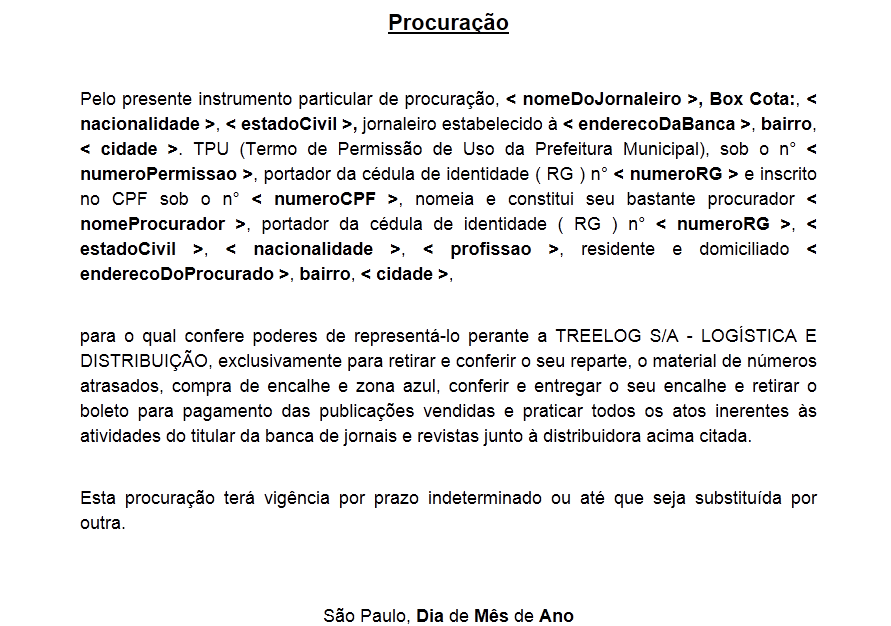 Procuração
Pelo presente instrumento particular de procuração, < nomeDoJornaleiro >, Box Cota:, <
nacionalidade >, < estadoCivil >, jornaleiro estabelecido à < enderecoDaBanca >, bairro,
< cidade >. TPU (Termo de Permissão de Uso da Prefeitura Municipal), sob o n° <
numeroPermissao >, portador da cédula de identidade ( RG ) n° < numeroRG > e inscrito
no CPF sob o n° < numeroCPF >, nomeia e constitui seu bastante procurador <
nomeProcurador >, portador da cédula de identidade ( RG ) n° < numeroRG >, <
estadoCivil >, < nacionalidade >, < profissao >, residente e domiciliado <
enderecoDoProcurado >, bairro, < cidade >,
para o qual confere poderes de representá-lo perante a TREELOG S/A - LOGÍSTICA E
DISTRIBUIÇÃO, exclusivamente para retirar e conferir o seu reparte, o material de números
atrasados, compra de encalhe e zona azul, conferir e entregar o seu encalhe e retirar o
boleto para pagamento das publicações vendidas e praticar todos os atos inerentes às
atividades do titular da banca de jornais e revistas junto à distribuidora acima citada.
Esta procuração terá vigência por prazo indeterminado ou até que seja substituída por
outra.
São Paulo, Dia de Mês de Ano